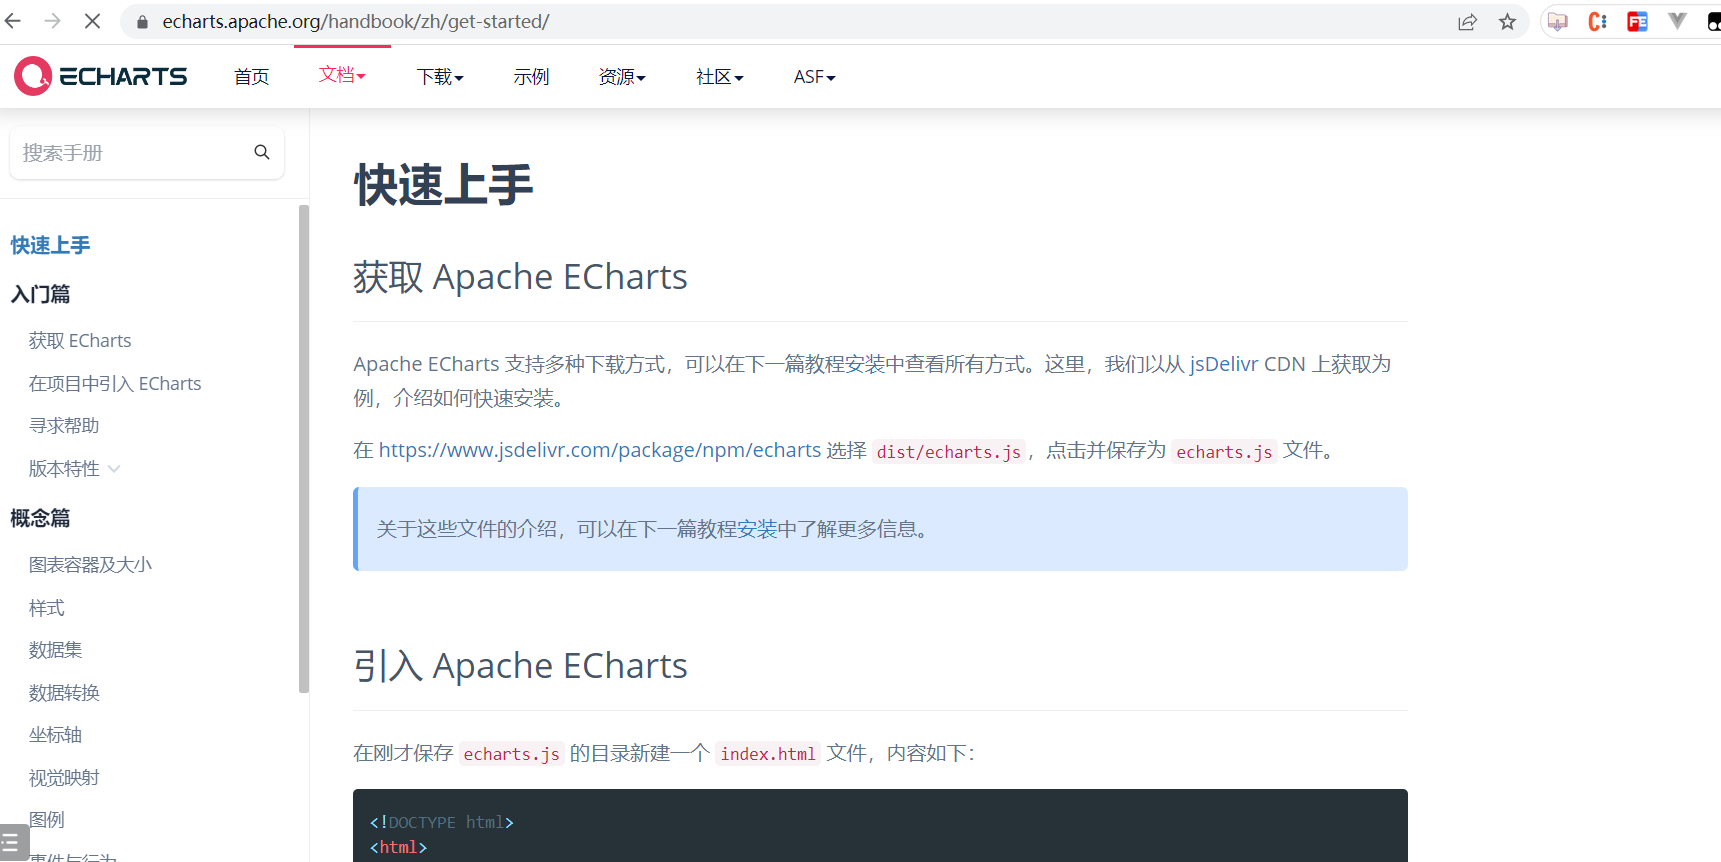 echarts.apache.org/handbook/zh/get-started/
ECHARTS
首页
文档
下载
示例
资源
社区
ASF
搜索手册
快速上手
入门篇
获取 ECharts
在项目中引入 ECharts
寻求帮助
版本特性
概念篇
图表容器及大小
样式
数据集
数据转换
坐标轴
视觉映射
图例
事件与行为
快速上手
获取 Apache ECharts
Apache ECharts 支持多种下载方式，可以在下一篇教程安装中查看所有方式。这里，我们以从 jsDelivr CDN 上获取为
例，介绍如何快速安装。
在 https://www.jsdelivr.com/package/npm/echarts 选择 dist/echarts.js，点击并保存为 echarts.js 文件。
关于这些文件的介绍，可以在下一篇教程安装中了解更多信息。
引入 Apache ECharts
在刚才保存 echarts.js 的目录新建一个 index.html 文件，内容如下：
<!DOCTYPE html>
<html>